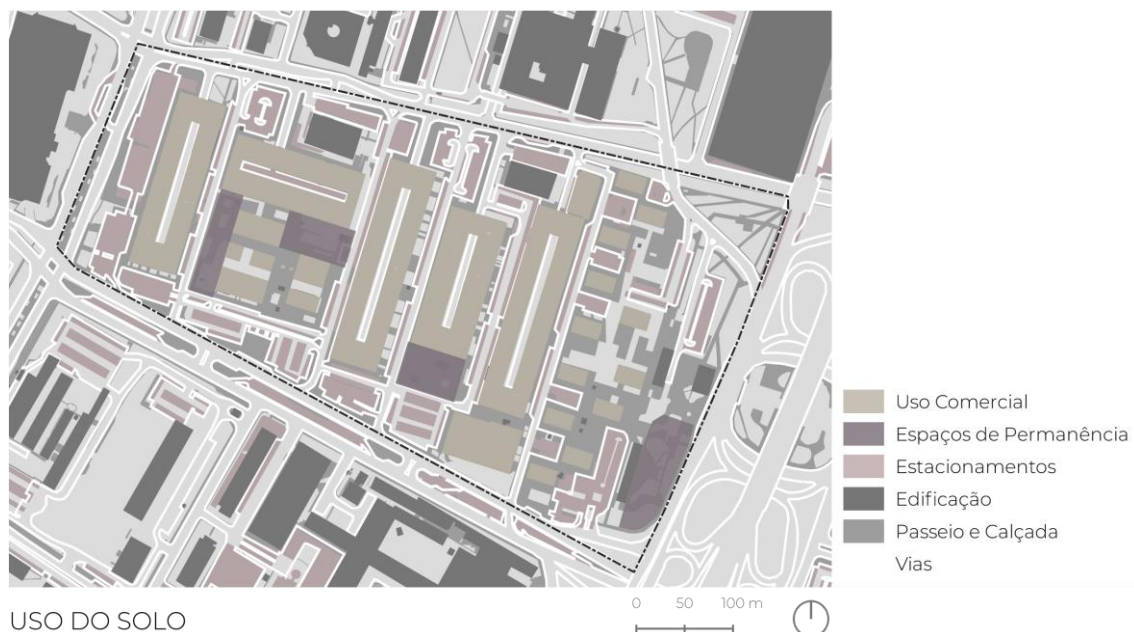 Uso Comercial
Espaços de Permanência
Estacionamentos
Edificação
Passeio e Calçada
Vias
USO DO SOLO
0 50 100 m